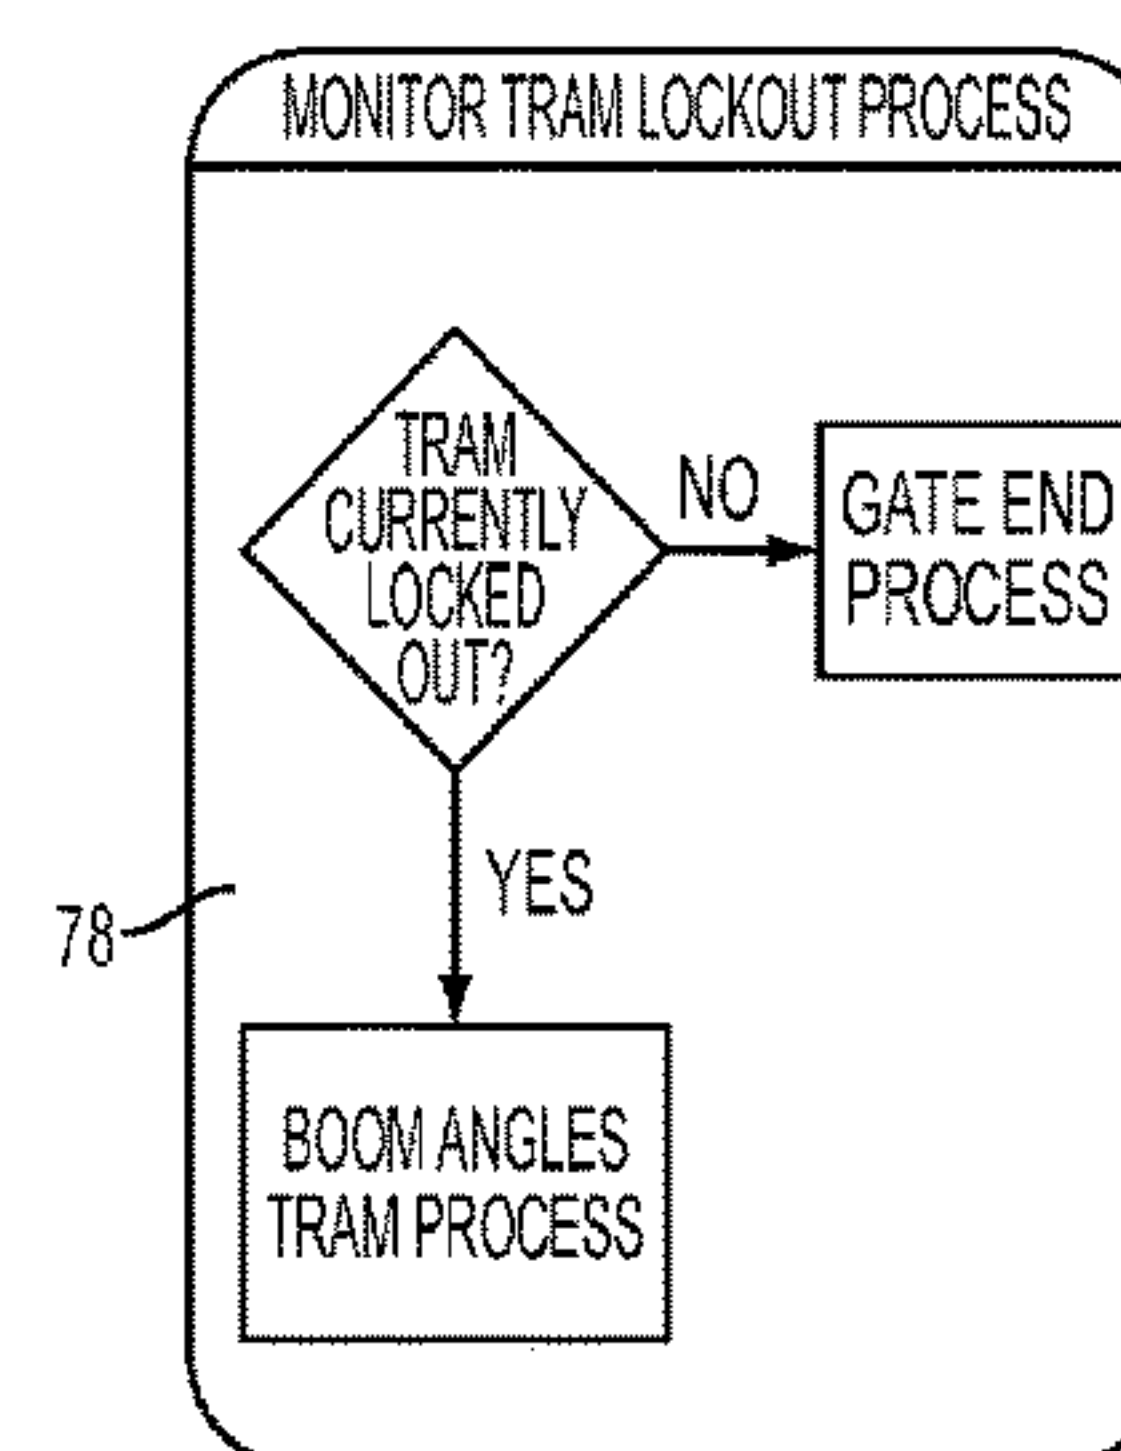 MONITOR TRAM LOCKOUT PROCESS
TRAM
CURRENTLY
LOCKED
OUT?
NO
GATE END
PROCESS
YES
78
BOOM ANGLES
TRAM PROCESS